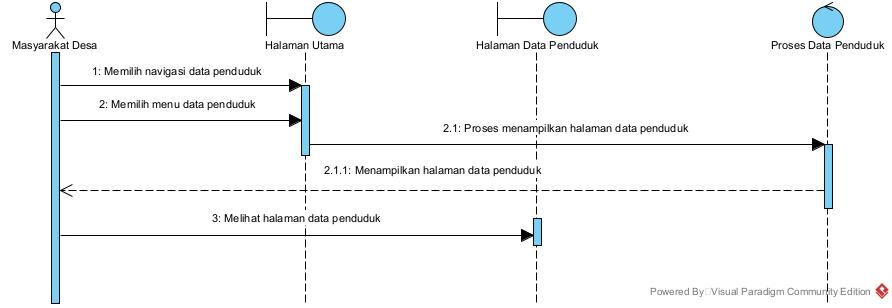 Masyarakat Desa
Halaman Utama
Halaman Data Penduduk
Proses Data Penduduk
1: Memilih navigasi data penduduk
2: Memilih menu data penduduk
2.1: Proses menampilkan halaman data penduduk
2.1.1: Menampilkan halaman data penduduk
3: Melihat halaman data penduduk
Powered By Visual Paradigm Community Edition